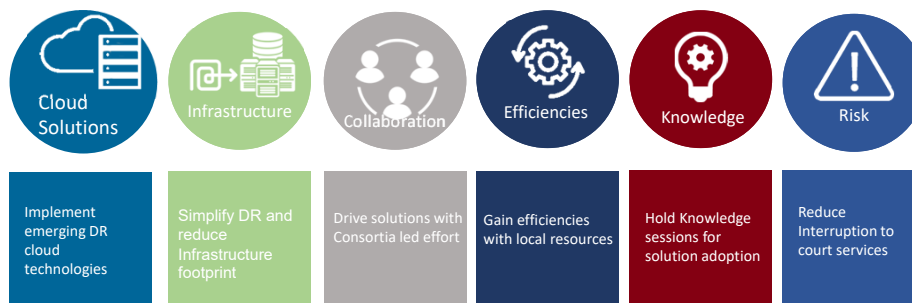 Cloud
Solutions
Infrastructure
Collaboration
Efficiencies
Knowledge
Risk
Implement
emerging DR
cloud
technologies
Simplify DR and
reduce
Infrastructure
footprint
Drive solutions with
Consortia led effort
Gain efficiencies
with local resources
Hold Knowledge
sessions for
solution adoption
Reduce
Interruption to
court services